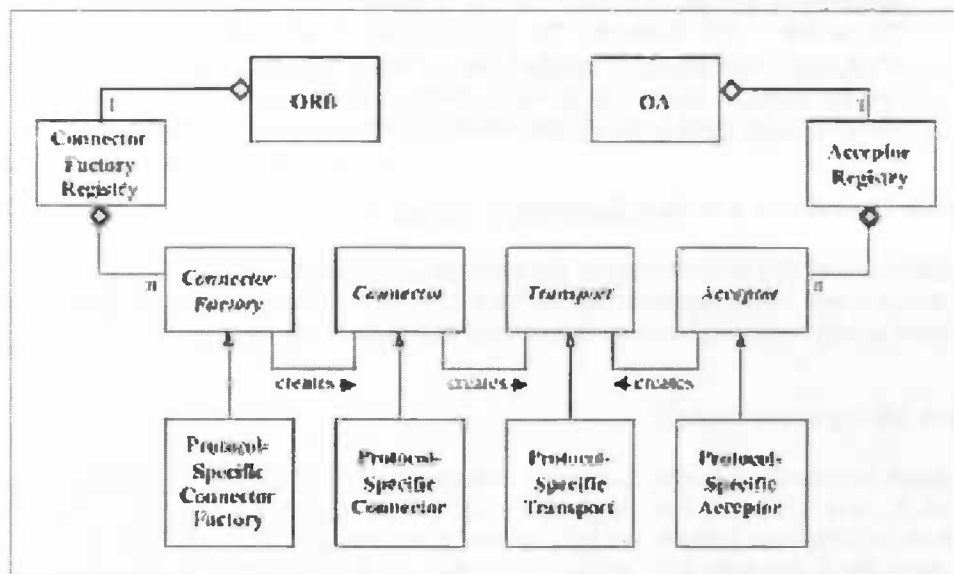 ORB
OA
1
1
Connector
Factory
Registry
Acceptor
Registry
n
n
Connector
Factory
Connector
Transport
Acceptor
creates
creates
creates
Protocol-
Specific
Connector
Factory
Protocol-
Specific
Connector
Protocol-
Specific
Transport
Protocol-
Specific
Acceptor